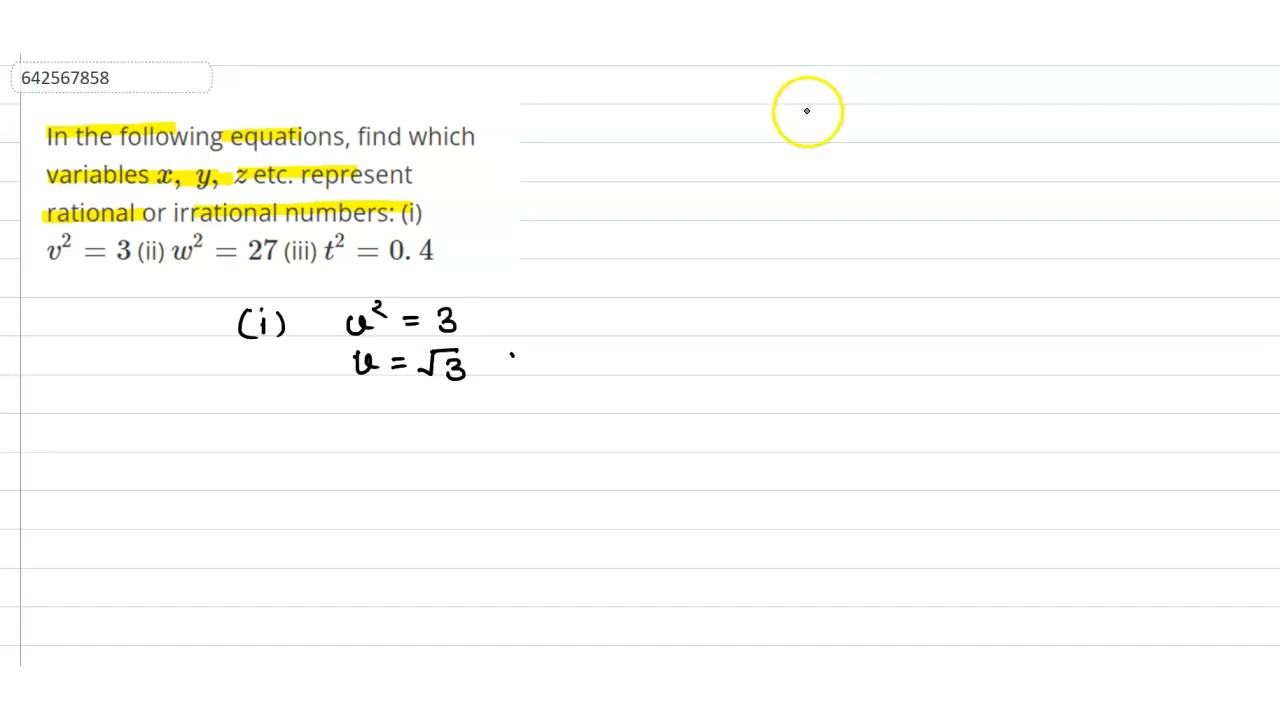 642567858
In the following equations, find which
variables x, y, z etc. represent
rational or irrational numbers: (i)
v² = 3 (ii) w² = 27 (iii) t² = 0. 4
(i) v² = 3
v = √3